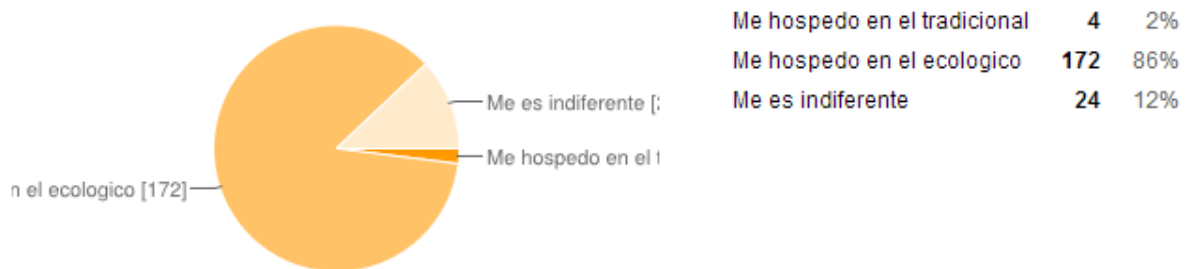 Me es indiferente [
Me hospedo en el
n el ecologico [172]
Me hospedo en el tradicional 4 2%
Me hospedo en el ecologico 172 86%
Me es indiferente 24 12%